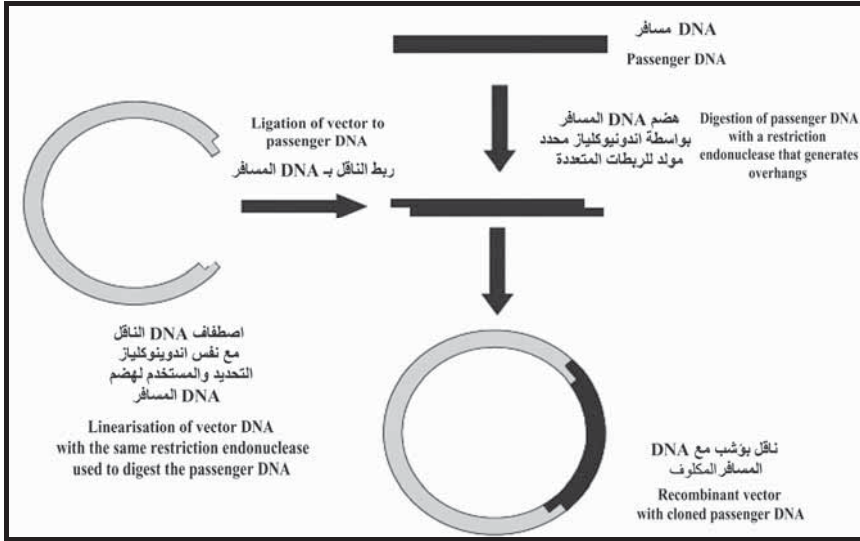 DNA مسافر
Passenger DNA
هضم DNA المسافر
بواسطة اندونيوكلياز محدد
مولد للربطات المتعددة
Digestion of passenger DNA
with a restriction
endonuclease that generates
overhangs
Ligation of vector to
passenger DNA
ربط الناقل بـ DNA المسافر
اصطفاف DNA الناقل
مع نفس اندوينوكلياز
التحديد والمستخدم لهضم
DNA المسافر
Linearisation of vector DNA
with the same restriction endonuclease
used to digest the passenger DNA
ناقل يؤشب مع DNA
المسافر المكلوف
Recombinant vector
with cloned passenger DNA